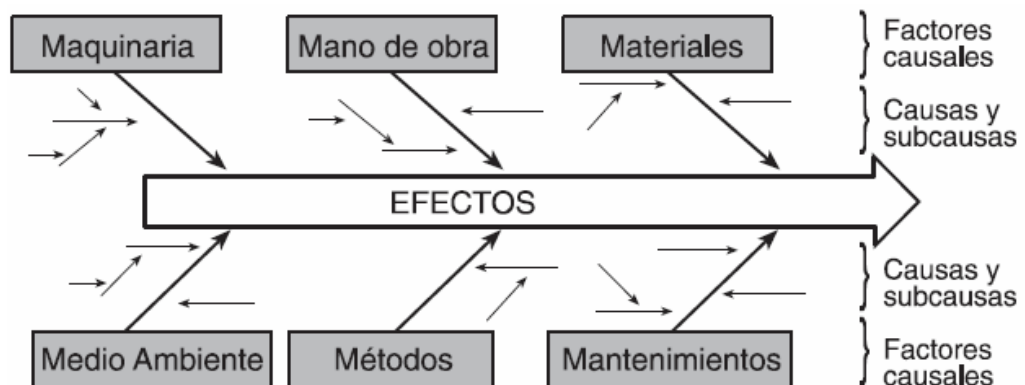 Maquinaria
Mano de obra
Materiales
Factores
causales
Causas y
subcausas
EFECTOS
Causas y
subcausas
Medio Ambiente
Métodos
Mantenimientos
Factores
causales